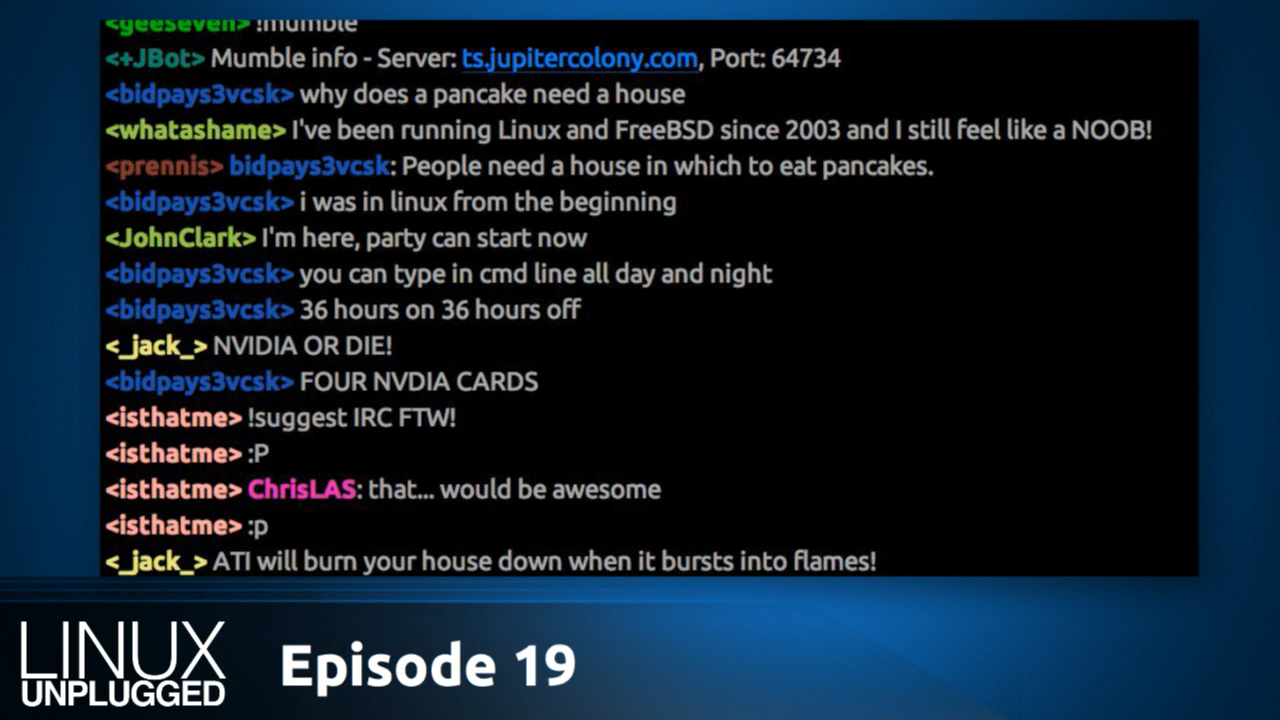 <geeseven> !mumble
<+JBot> Mumble info - Server: ts.jupitercolony.com, Port: 64734
<bidpays3vcsk> why does a pancake need a house
<whatashame> I've been running Linux and FreeBSD since 2003 and I still feel like a NOOB!
<prennis> bidpays3vcsk: People need a house in which to eat pancakes.
<bidpays3vcsk> i was in linux from the beginning
<JohnClark> I'm here, party can start now
<bidpays3vcsk> you can type in cmd line all day and night
<bidpays3vcsk> 36 hours on 36 hours off
<_jack_> NVIDIA OR DIE!
<bidpays3vcsk> FOUR NVDIA CARDS
<isthatme> !suggest IRC FTW!
<isthatme> :P
<isthatme> ChrisLAS: that... would be awesome
<isthatme> :p
<_jack_> ATI will burn your house down when it bursts into flames!
LINUX
UNPLUGGED
Episode 19